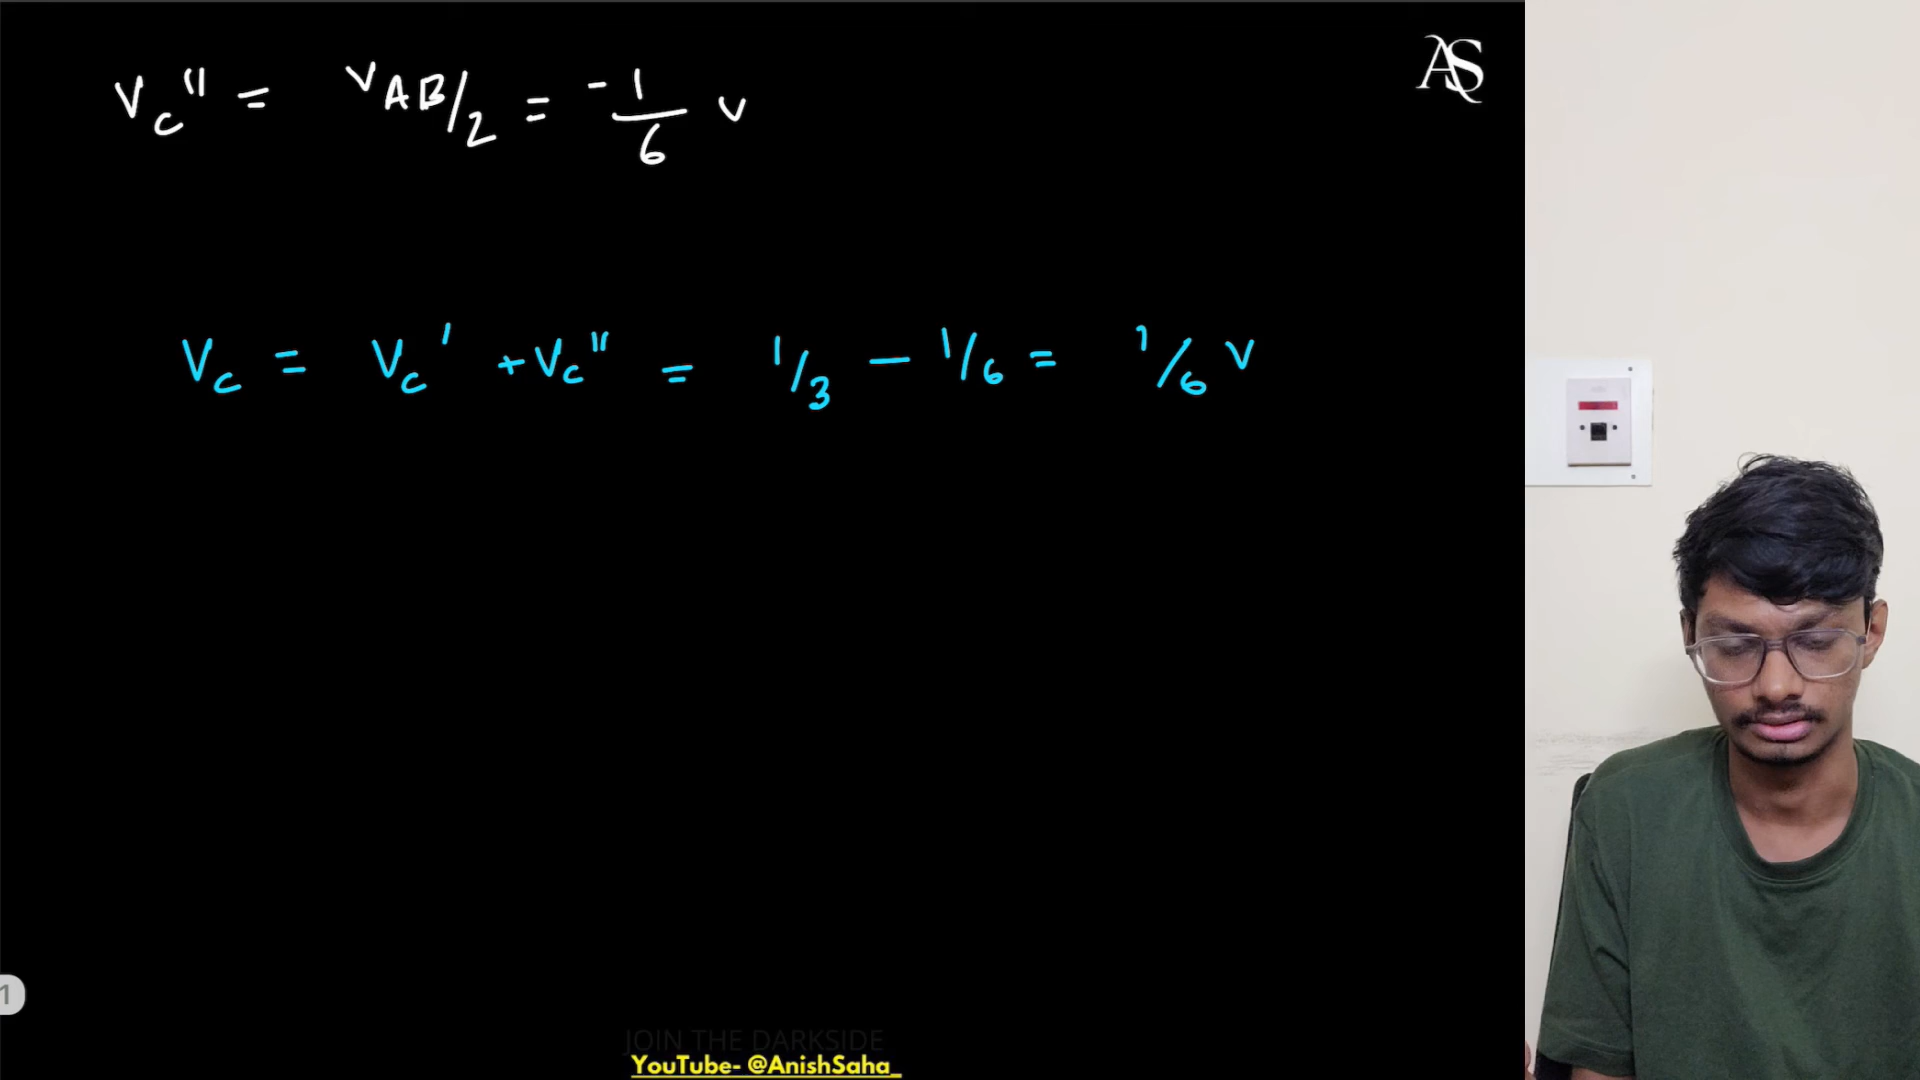 Vc'' = VAB/2 = -1/6 V
AS
Vc = Vc' + Vc'' = 1/3 - 1/6 = 1/6 V
1
JOIN THE DARKSIDE
YouTube- @AnishSaha_